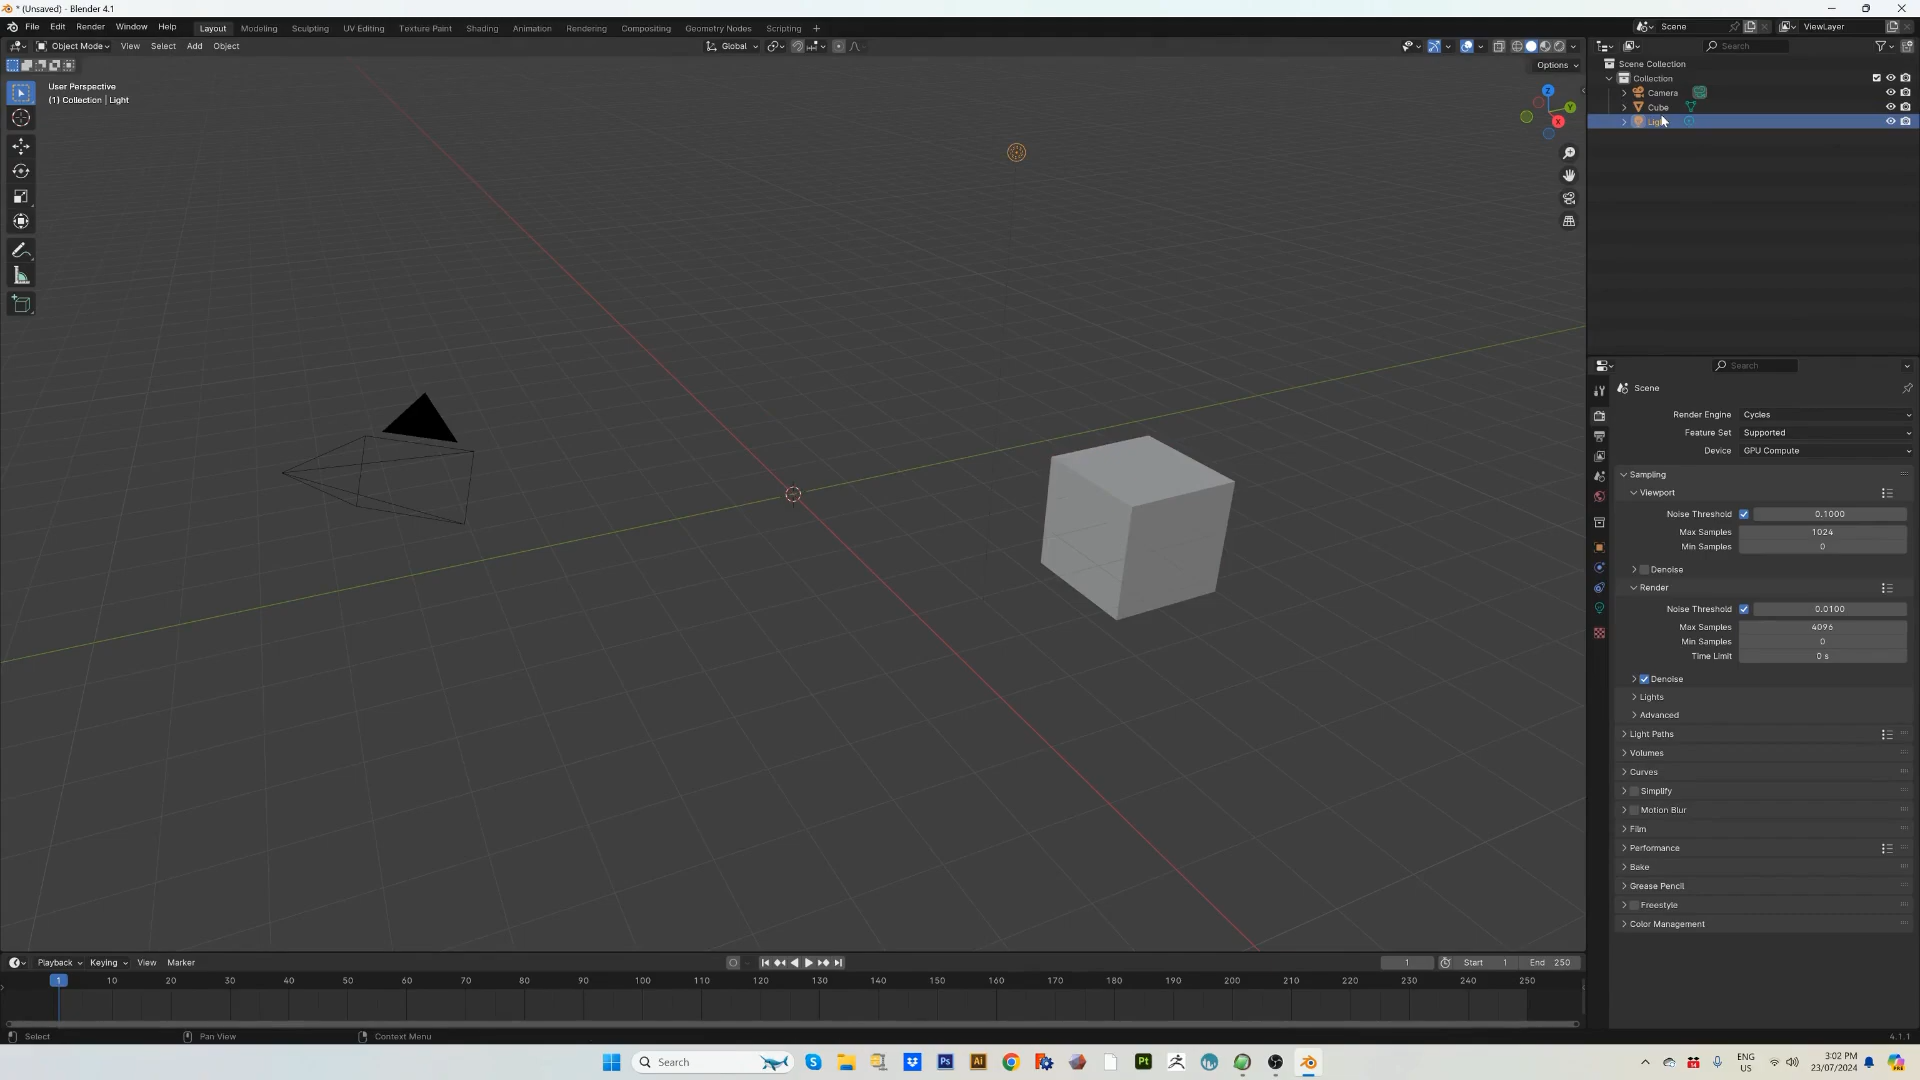 * (Unsaved) - Blender 4.1
File Edit Render Window Help
Layout Modeling Sculpting UV Editing Texture Paint Shading Animation Rendering Compositing Geometry Nodes Scripting +
Scene
ViewLayer
Object Mode View Select Add Object
Global
Search
Options
User Perspective
(1) Collection | Light
Z
Y
X
Scene Collection
Collection
Camera
Cube
Search
Scene
Render Engine Cycles
Feature Set Supported
Device GPU Compute
Sampling
Viewport
Noise Threshold 0.1000
Max Samples 1024
Min Samples 0
Denoise
Render
Noise Threshold 0.0100
Max Samples 4096
Min Samples 0
Time Limit 0 s
Denoise
Lights
Advanced
Light Paths
Volumes
Curves
Simplify
Motion Blur
Film
Performance
Bake
Grease Pencil
Freestyle
Color Management
Playback Keying View Marker
1 Start 1 End 250
1 10 20 30 40 50 60 70 80 90 100 110 120 130 140 150 160 170 180 190 200 210 220 230 240 250
Select Pan View Context Menu
4.1.1
Search
Ps Ai Pt
ENG
US
3:02 PM
23/07/2024